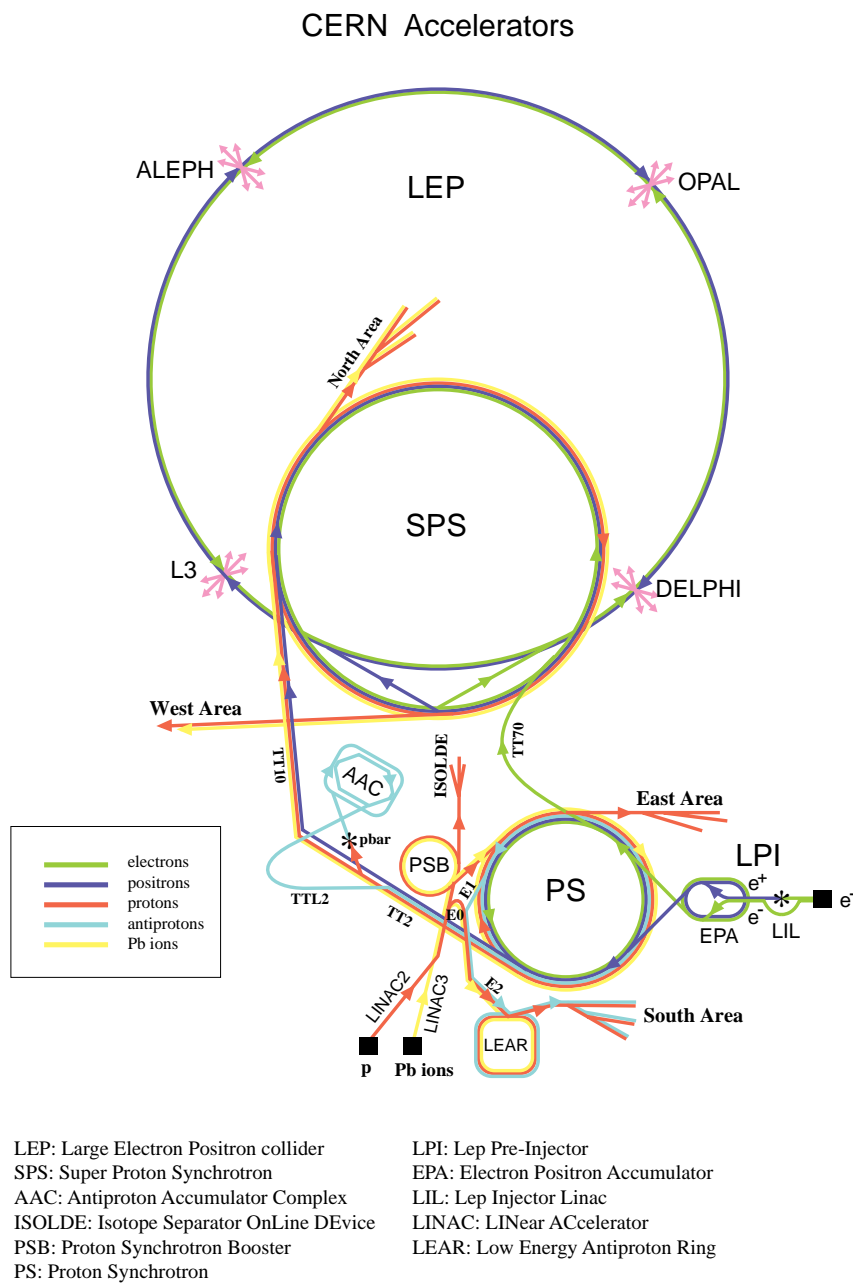 CERN Accelerators
ALEPH
LEP
OPAL
North Area
SPS
L3
DELPHI
West Area
TT70
TT10
ISOLDE
AAC
East Area
pbar
LPI
PSB
PS
E1
e+
e-
electrons
positrons
protons
antiprotons
Pb ions
TTL2
TT2
E0
e-
EPA
LIL
LINAC2
LINAC3
E2
South Area
LEAR
p
Pb ions
LEP: Large Electron Positron collider
SPS: Super Proton Synchrotron
AAC: Antiproton Accumulator Complex
ISOLDE: Isotope Separator OnLine DEvice
PSB: Proton Synchrotron Booster
PS: Proton Synchrotron
LPI: Lep Pre-Injector
EPA: Electron Positron Accumulator
LIL: Lep Injector Linac
LINAC: LINear ACcelerator
LEAR: Low Energy Antiproton Ring